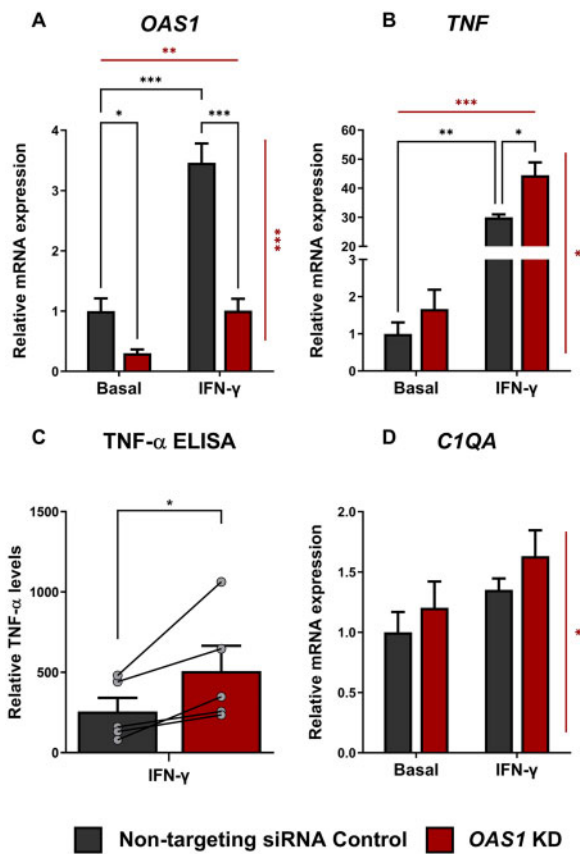 A OAS1
**
***
* ***
4
3
2
1
0
Relative mRNA expression
Basal IFN-γ
***
B TNF
***
** *
60
50
40
30
20
3
2
1
0
Relative mRNA expression
Basal IFN-γ
*
C TNF-α ELISA
*
1500
1000
500
0
Relative TNF-α levels
IFN-γ
D C1QA
2.0
1.5
1.0
0.5
0.0
Relative mRNA expression
Basal IFN-γ
*
Non-targeting siRNA Control OAS1 KD